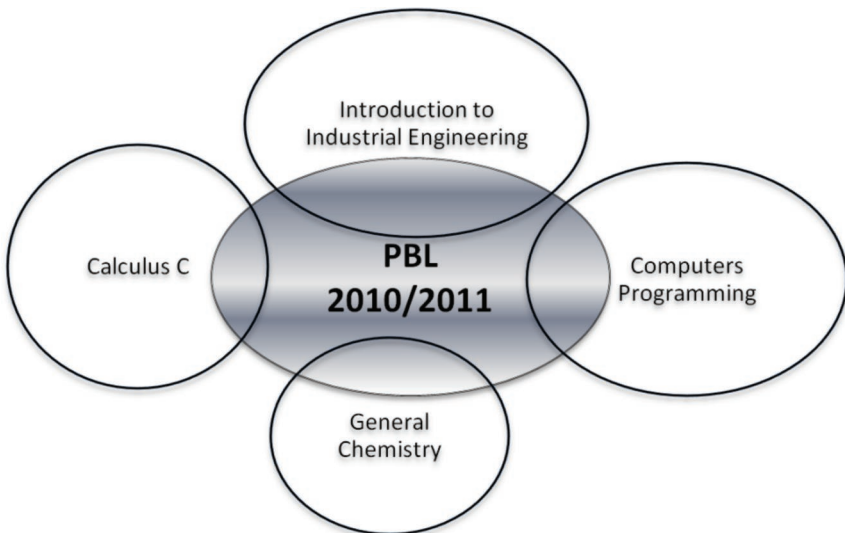 Introduction to
Industrial Engineering
Calculus C
PBL
2010/2011
Computers
Programming
General
Chemistry